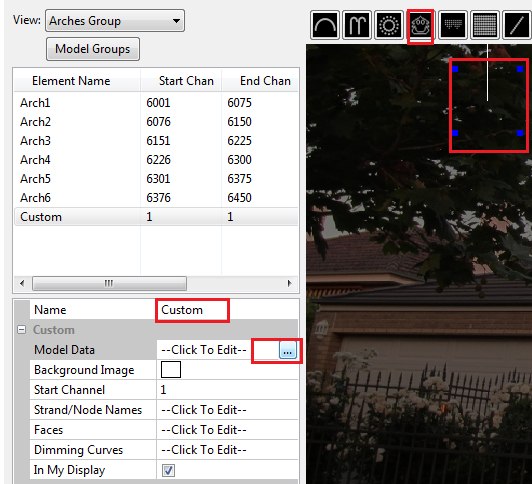 View: Arches Group
Model Groups
Element Name Start Chan End Chan
Arch1 6001 6075
Arch2 6076 6150
Arch3 6151 6225
Arch4 6226 6300
Arch5 6301 6375
Arch6 6376 6450
Custom 1 1
Name Custom
Custom
Model Data --Click To Edit-- ...
Background Image
Start Channel 1
Strand/Node Names --Click To Edit--
Faces --Click To Edit--
Dimming Curves --Click To Edit--
In My Display